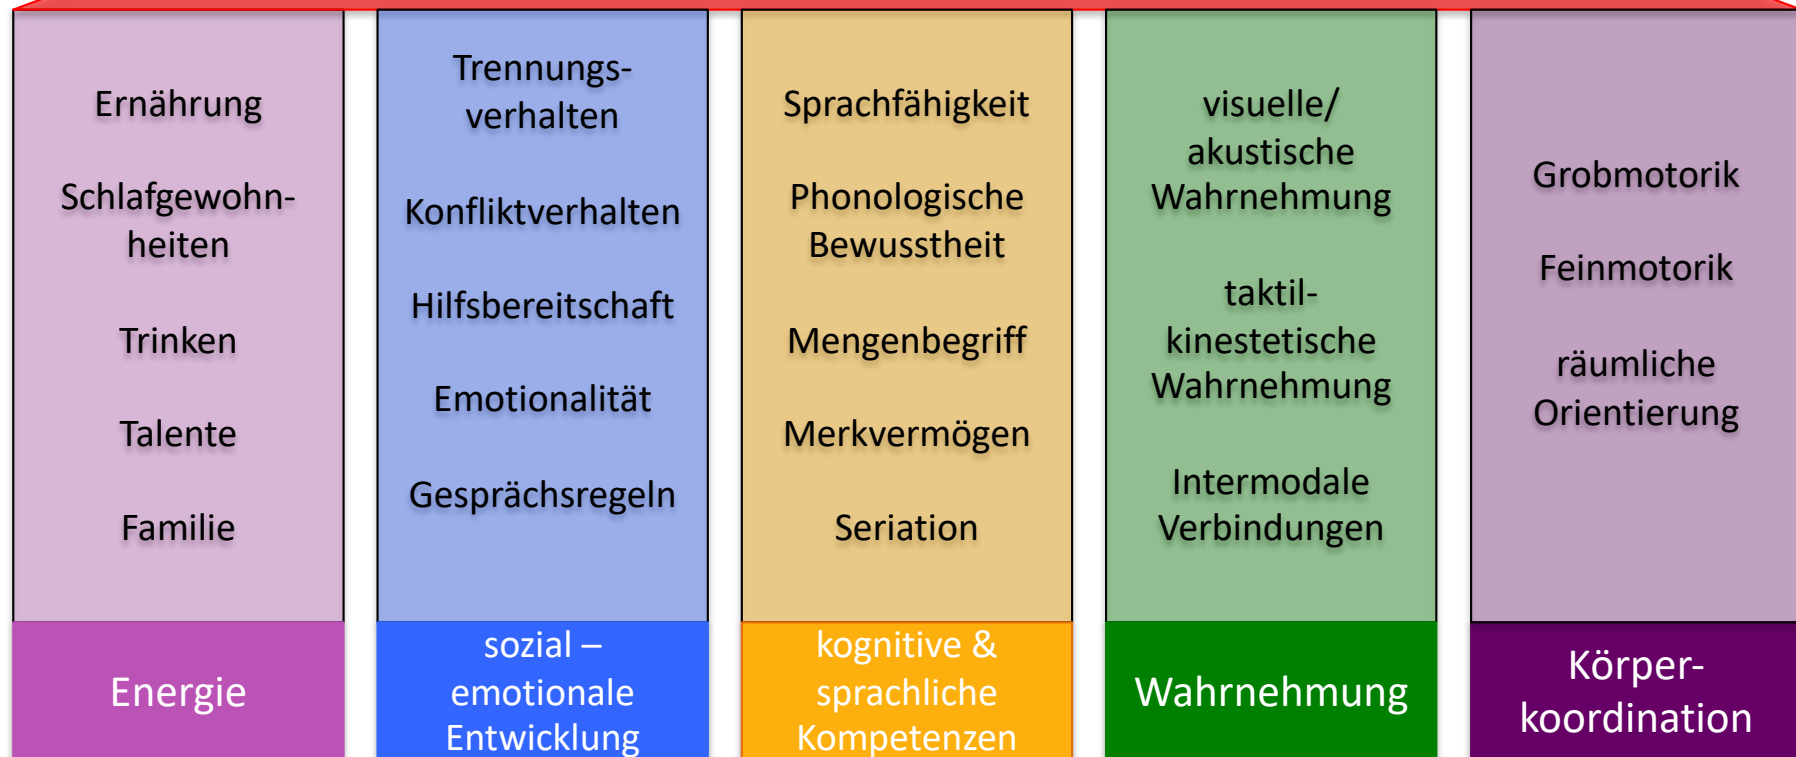 Ernährung
Schlafgewohn-
heiten
Trinken
Talente
Familie
Energie
Trennungs-
verhalten
Konfliktverhalten
Hilfsbereitschaft
Emotionalität
Gesprächsregeln
sozial –
emotionale
Entwicklung
Sprachfähigkeit
Phonologische
Bewusstheit
Mengenbegriff
Merkvermögen
Seriation
kognitive &
sprachliche
Kompetenzen
visuelle/
akustische
Wahrnehmung
taktil-
kinestetische
Wahrnehmung
Intermodale
Verbindungen
Wahrnehmung
Grobmotorik
Feinmotorik
räumliche
Orientierung
Körper-
koordination